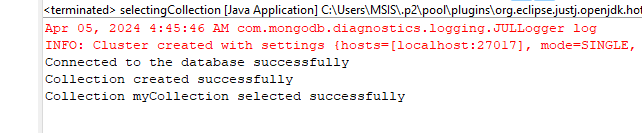 <terminated> selectingCollection [Java Application] C:\Users\MSIS\.p2\pool\plugins\org.eclipse.justj.openjdk.hot
Apr 05, 2024 4:45:46 AM com.mongodb.diagnostics.logging.JULLogger log
INFO: Cluster created with settings {hosts=[localhost:27017], mode=SINGLE,
Connected to the database successfully
Collection created successfully
Collection myCollection selected successfully